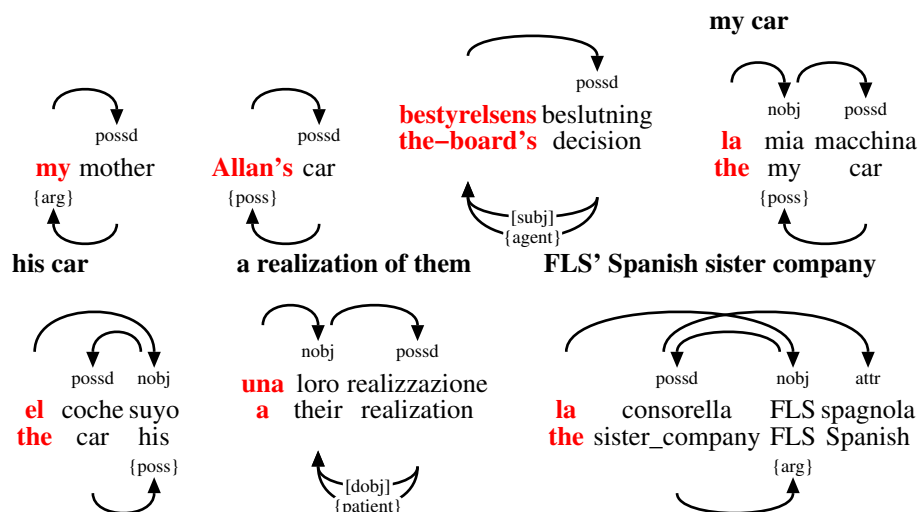 my car
possd
my mother
{arg}
possd
Allan's car
{poss}
possd
bestyrelsens beslutning
the–board's decision
[subj]
{agent}
nobj possd
la mia macchina
the my car
{poss}
his car
a realization of them
FLS' Spanish sister company
possd nobj
el coche suyo
the car his
{poss}
nobj possd
una loro realizzazione
a their realization
[dobj]
{patient}
possd nobj attr
la consorella FLS spagnola
the sister_company FLS Spanish
{arg}